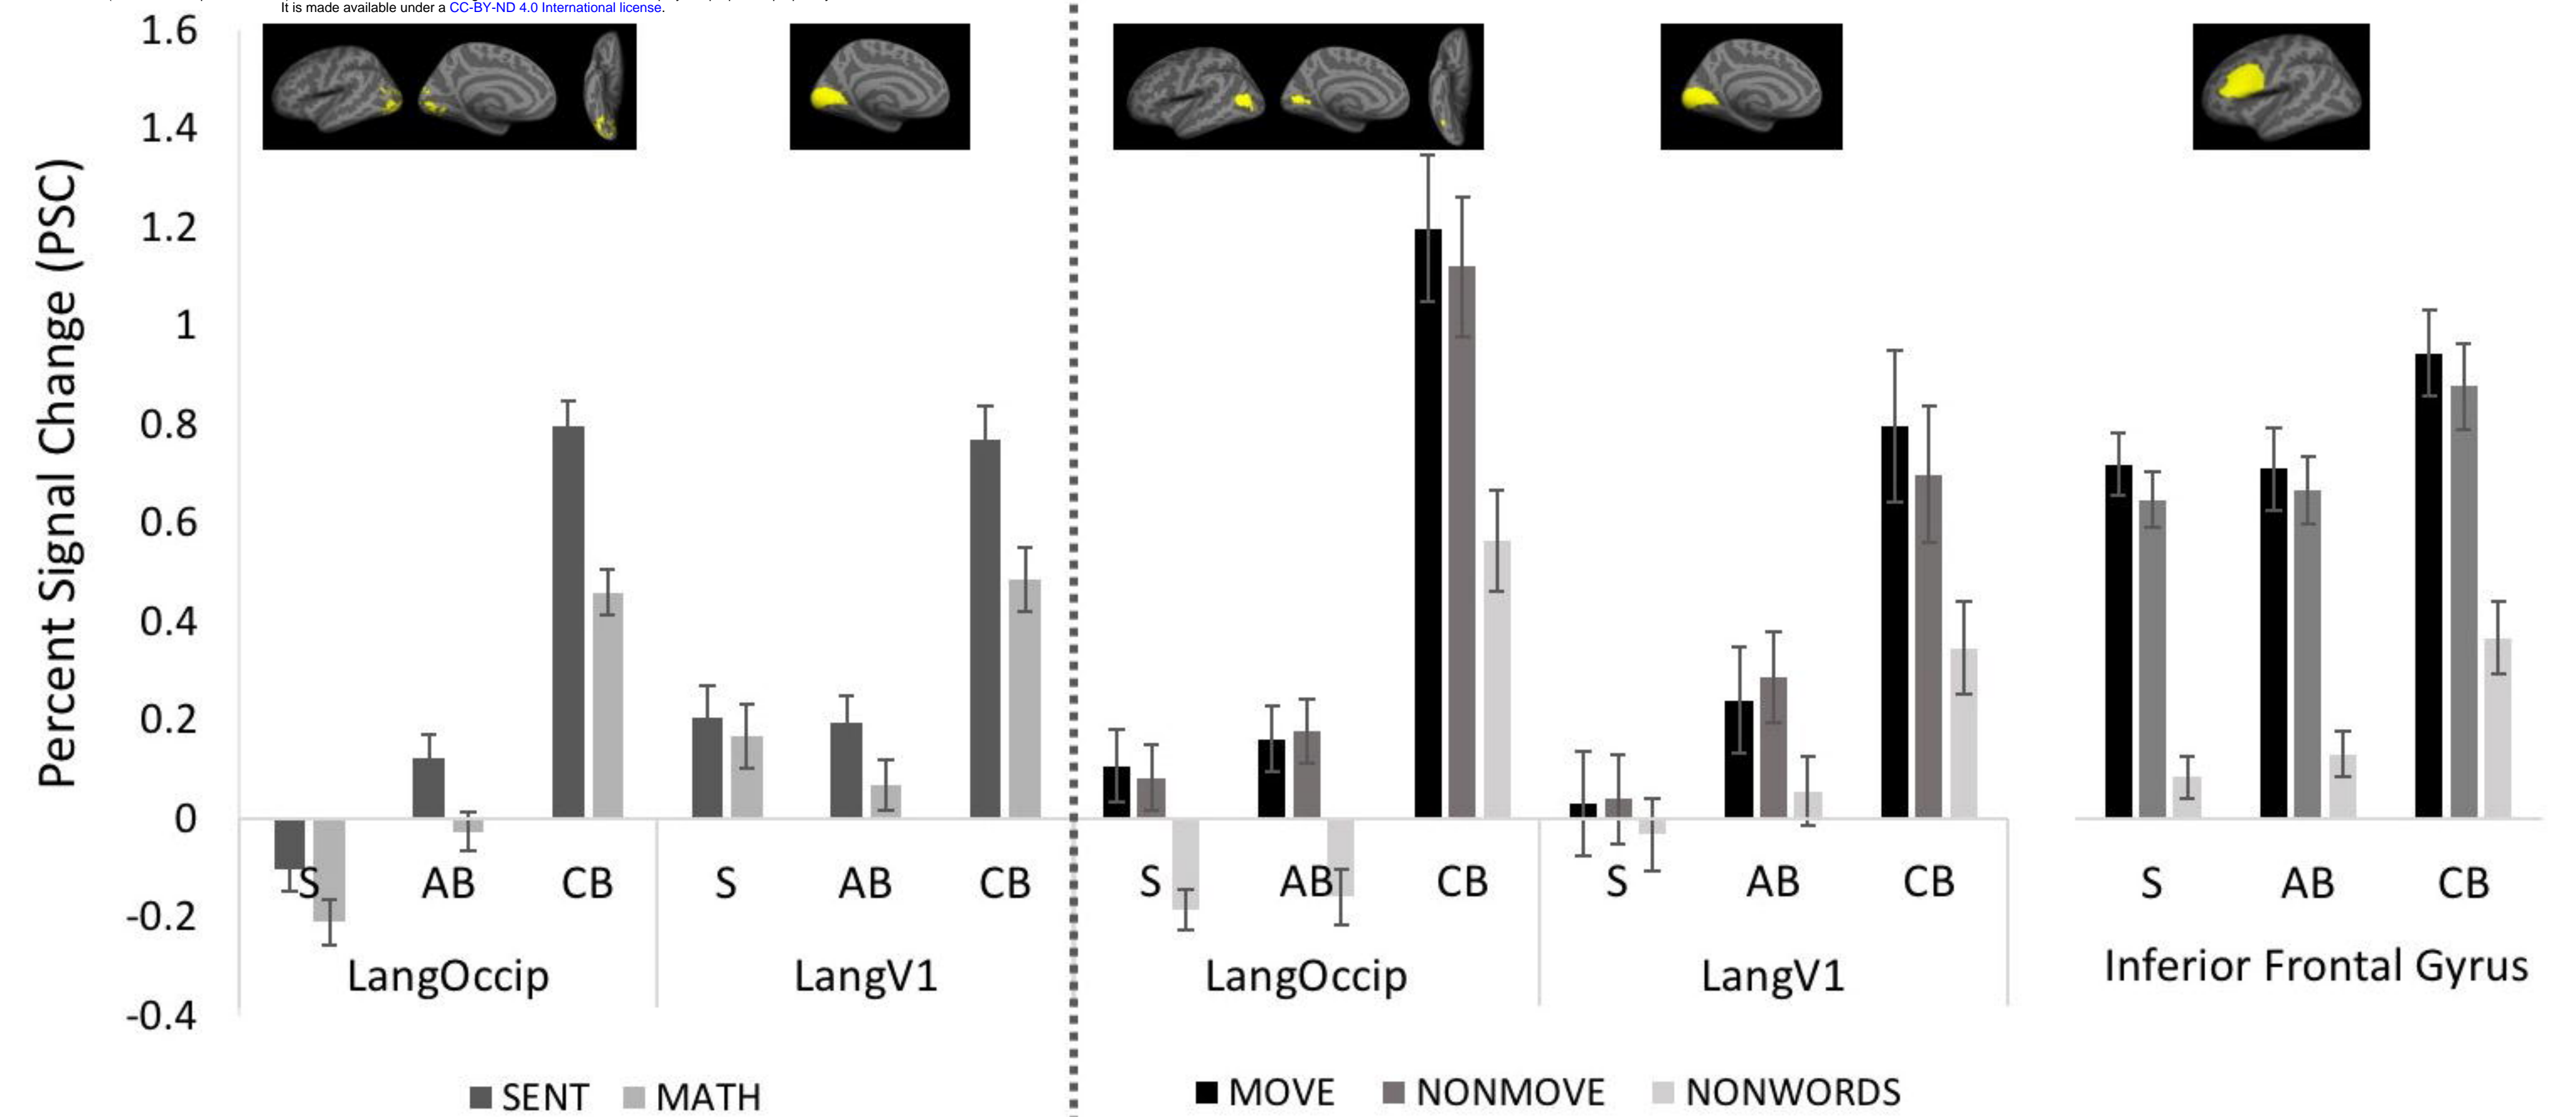 It is made available under a CC-BY-ND 4.0 International license.
Percent Signal Change (PSC)
1.6
1.4
1.2
1
0.8
0.6
0.4
0.2
0
-0.2
-0.4
S AB CB S AB CB S AB CB S AB CB S AB CB
LangOccip LangV1 LangOccip LangV1 Inferior Frontal Gyrus
SENT MATH MOVE NONMOVE NONWORDS